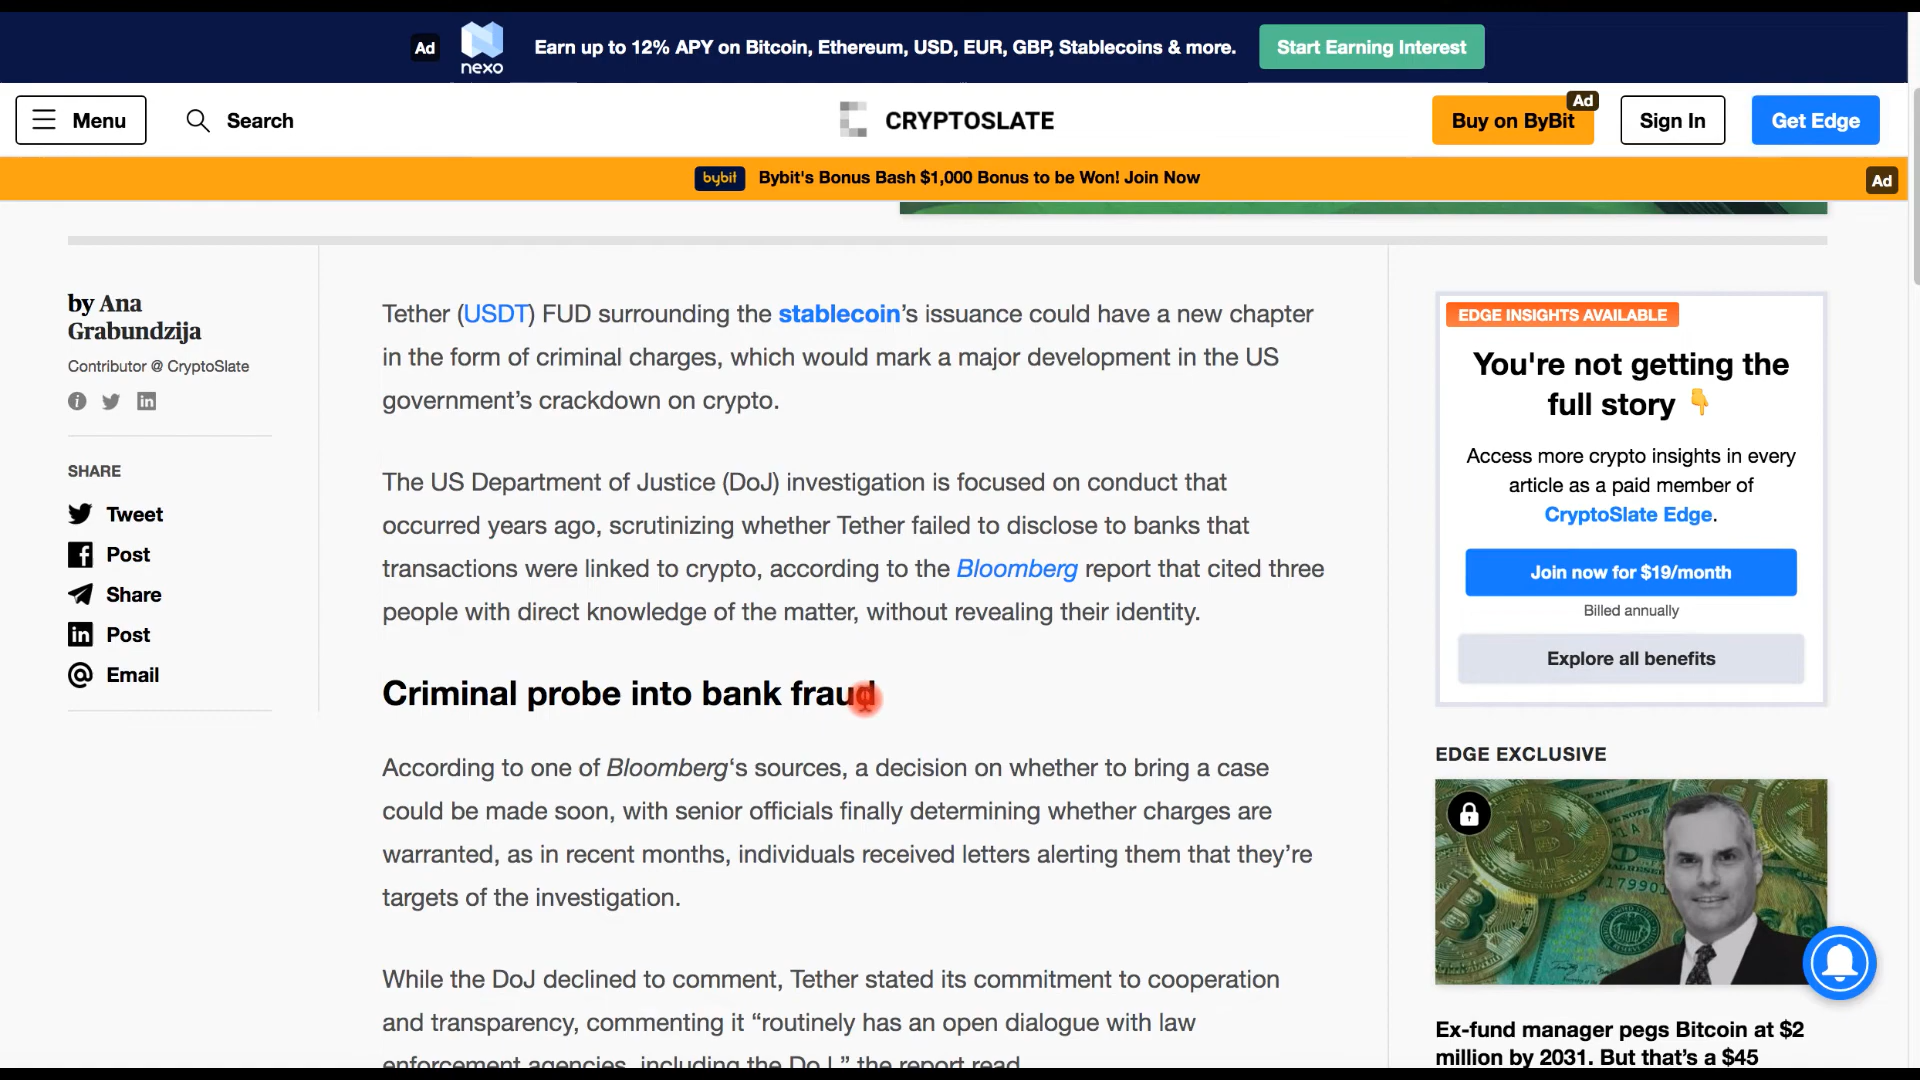 Ad
nexo
Earn up to 12% APY on Bitcoin, Ethereum, USD, EUR, GBP, Stablecoins & more.
Start Earning Interest
Menu
Search
CRYPTOSLATE
Buy on ByBit
Ad
Sign In
Get Edge
bybit
Bybit's Bonus Bash $1,000 Bonus to be Won! Join Now
Ad
by Ana
Grabundzija
Contributor @ CryptoSlate
SHARE
Tweet
Post
Share
Post
Email
Tether (USDT) FUD surrounding the stablecoin’s issuance could have a new chapter
in the form of criminal charges, which would mark a major development in the US
government’s crackdown on crypto.
The US Department of Justice (DoJ) investigation is focused on conduct that
occurred years ago, scrutinizing whether Tether failed to disclose to banks that
transactions were linked to crypto, according to the Bloomberg report that cited three
people with direct knowledge of the matter, without revealing their identity.
Criminal probe into bank fraud
According to one of Bloomberg‘s sources, a decision on whether to bring a case
could be made soon, with senior officials finally determining whether charges are
warranted, as in recent months, individuals received letters alerting them that they’re
targets of the investigation.
While the DoJ declined to comment, Tether stated its commitment to cooperation
and transparency, commenting it “routinely has an open dialogue with law
enforcement agencies, including the DoJ,” the report read.
EDGE INSIGHTS AVAILABLE
You're not getting the
full story 👇
Access more crypto insights in every
article as a paid member of
CryptoSlate Edge.
Join now for $19/month
Billed annually
Explore all benefits
EDGE EXCLUSIVE
Ex-fund manager pegs Bitcoin at $2
million by 2031. But that’s a $45